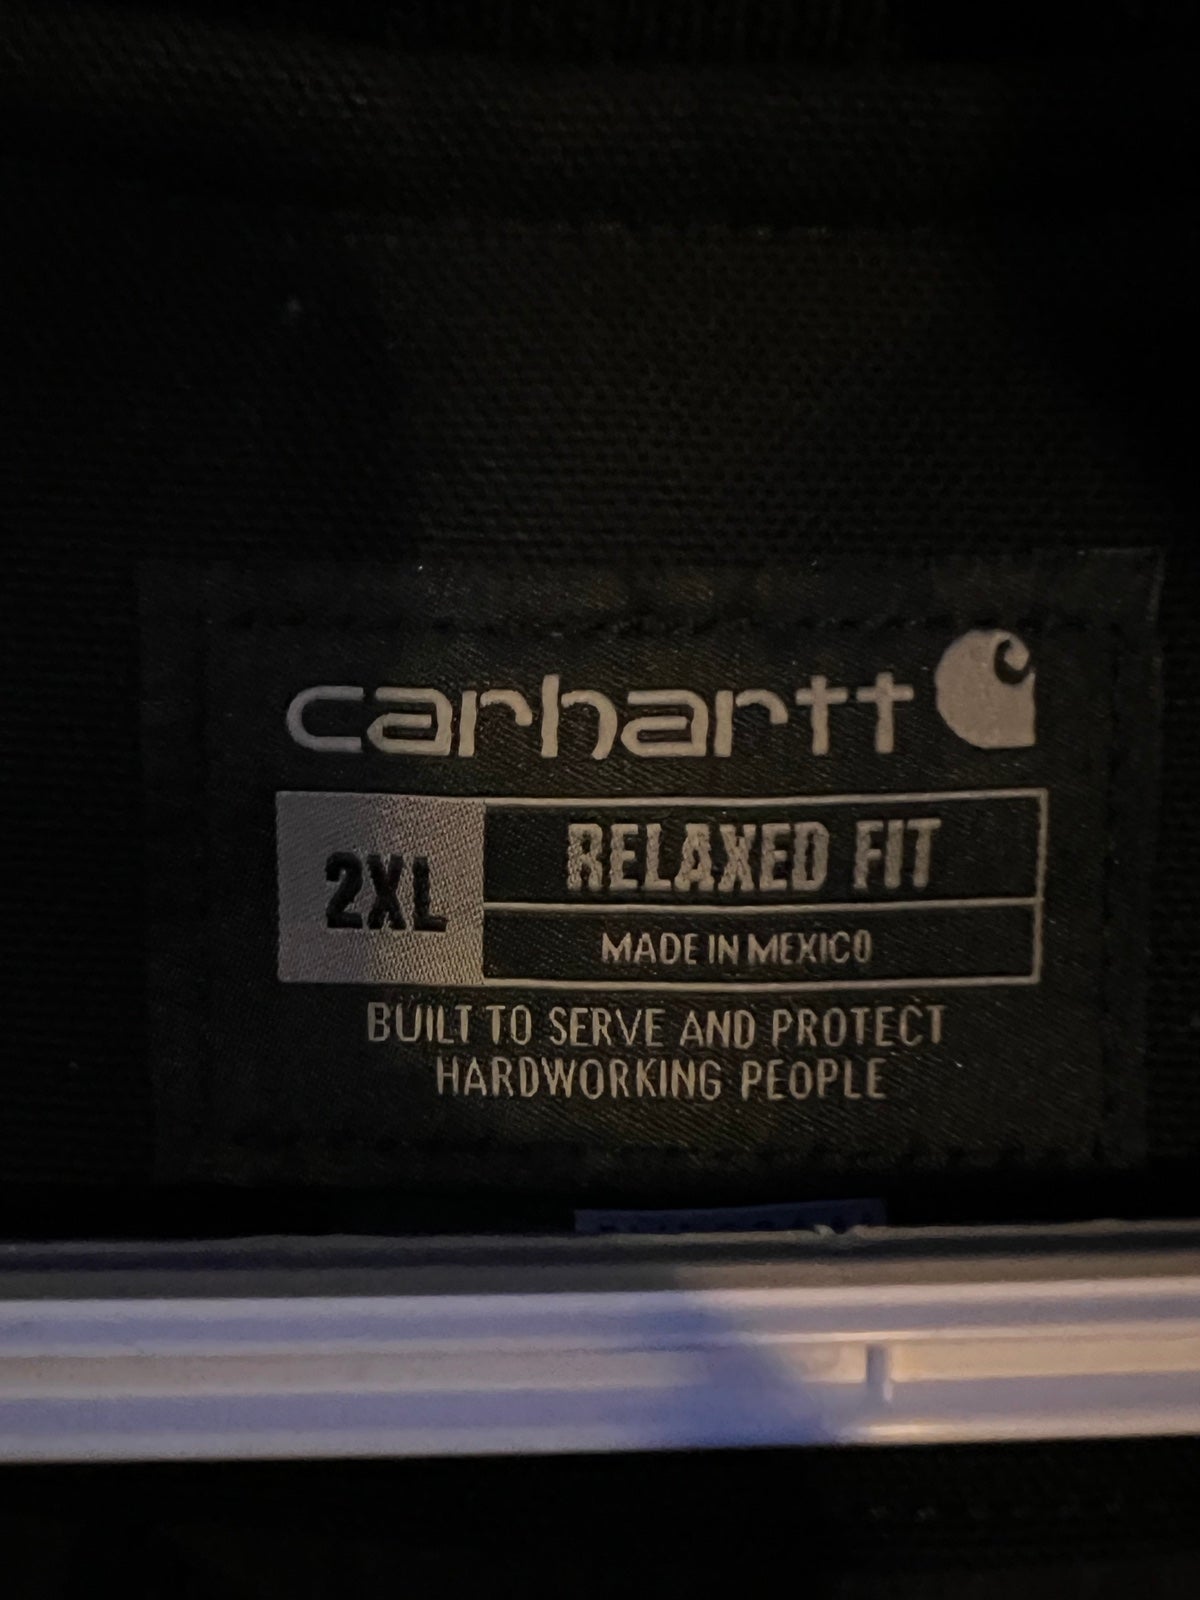 carhartt
2XL
RELAXED FIT
MADE IN MEXICO
BUILT TO SERVE AND PROTECT
HARDWORKING PEOPLE